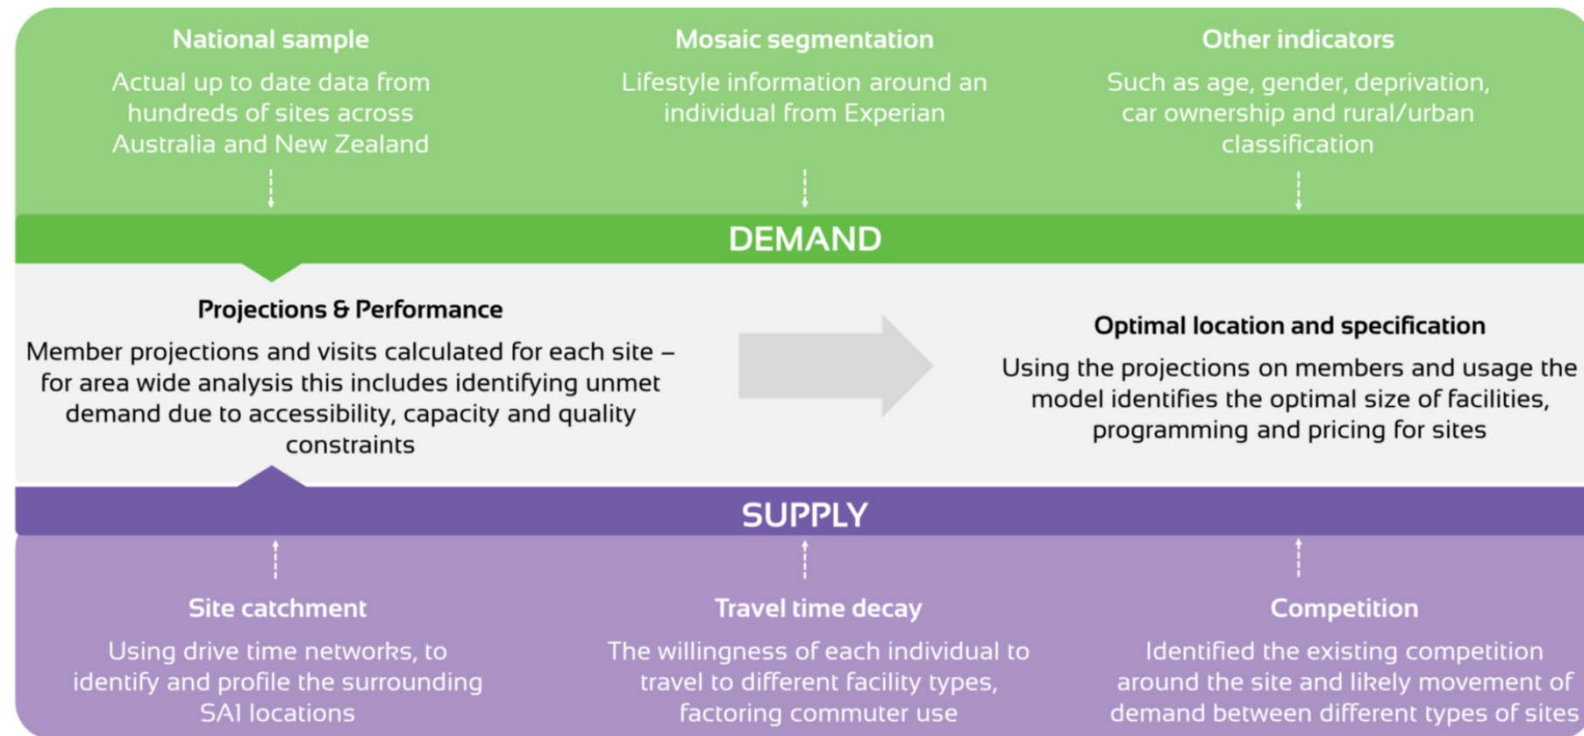 National sample
Actual up to date data from
hundreds of sites across
Australia and New Zealand
Mosaic segmentation
Lifestyle information around an
individual from Experian
Other indicators
Such as age, gender, deprivation,
car ownership and rural/urban
classification
DEMAND
Projections & Performance
Member projections and visits calculated for each site –
for area wide analysis this includes identifying unmet
demand due to accessibility, capacity and quality
constraints
Optimal location and specification
Using the projections on members and usage the
model identifies the optimal size of facilities,
programming and pricing for sites
SUPPLY
Site catchment
Using drive time networks, to
identify and profile the surrounding
SA1 locations
Travel time decay
The willingness of each individual to
travel to different facility types,
factoring commuter use
Competition
Identified the existing competition
around the site and likely movement of
demand between different types of sites